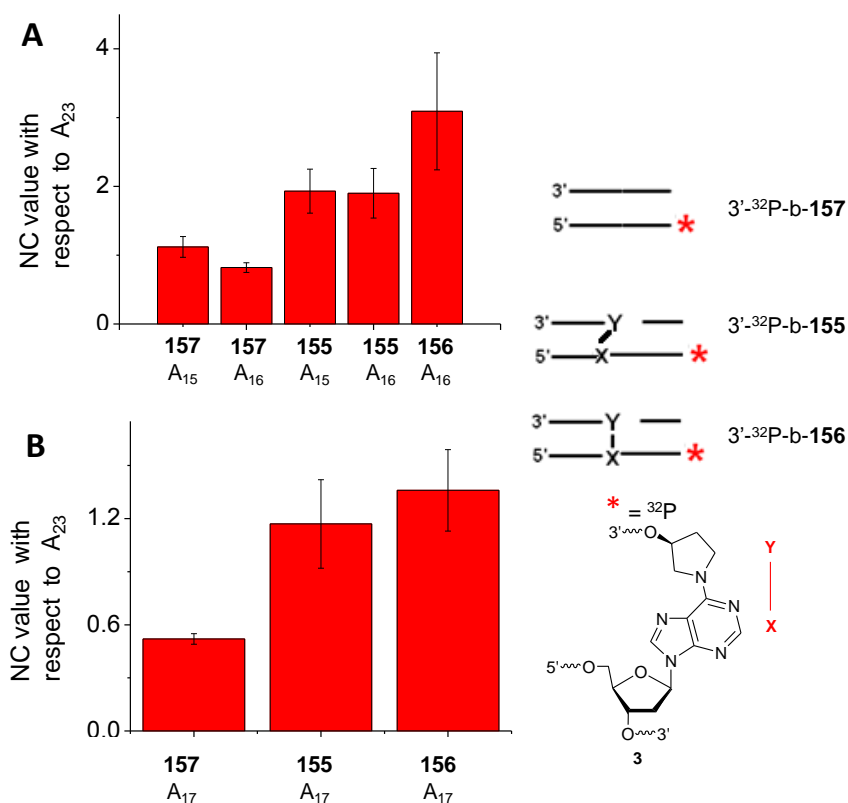 A
NC value with
respect to A23
4
2
0
157 157 155 155 156
A15 A16 A15 A16 A16
3' 3'-32P-b-157
5' *
3' Y 3'-32P-b-155
5' X *
3' Y 3'-32P-b-156
5' X *
B
NC value with
respect to A23
1.2
0.6
0.0
157 155 156
A17 A17 A17
* = 32P
3' O
Y
N
N N
X
N N
5' O O
O 3'
3